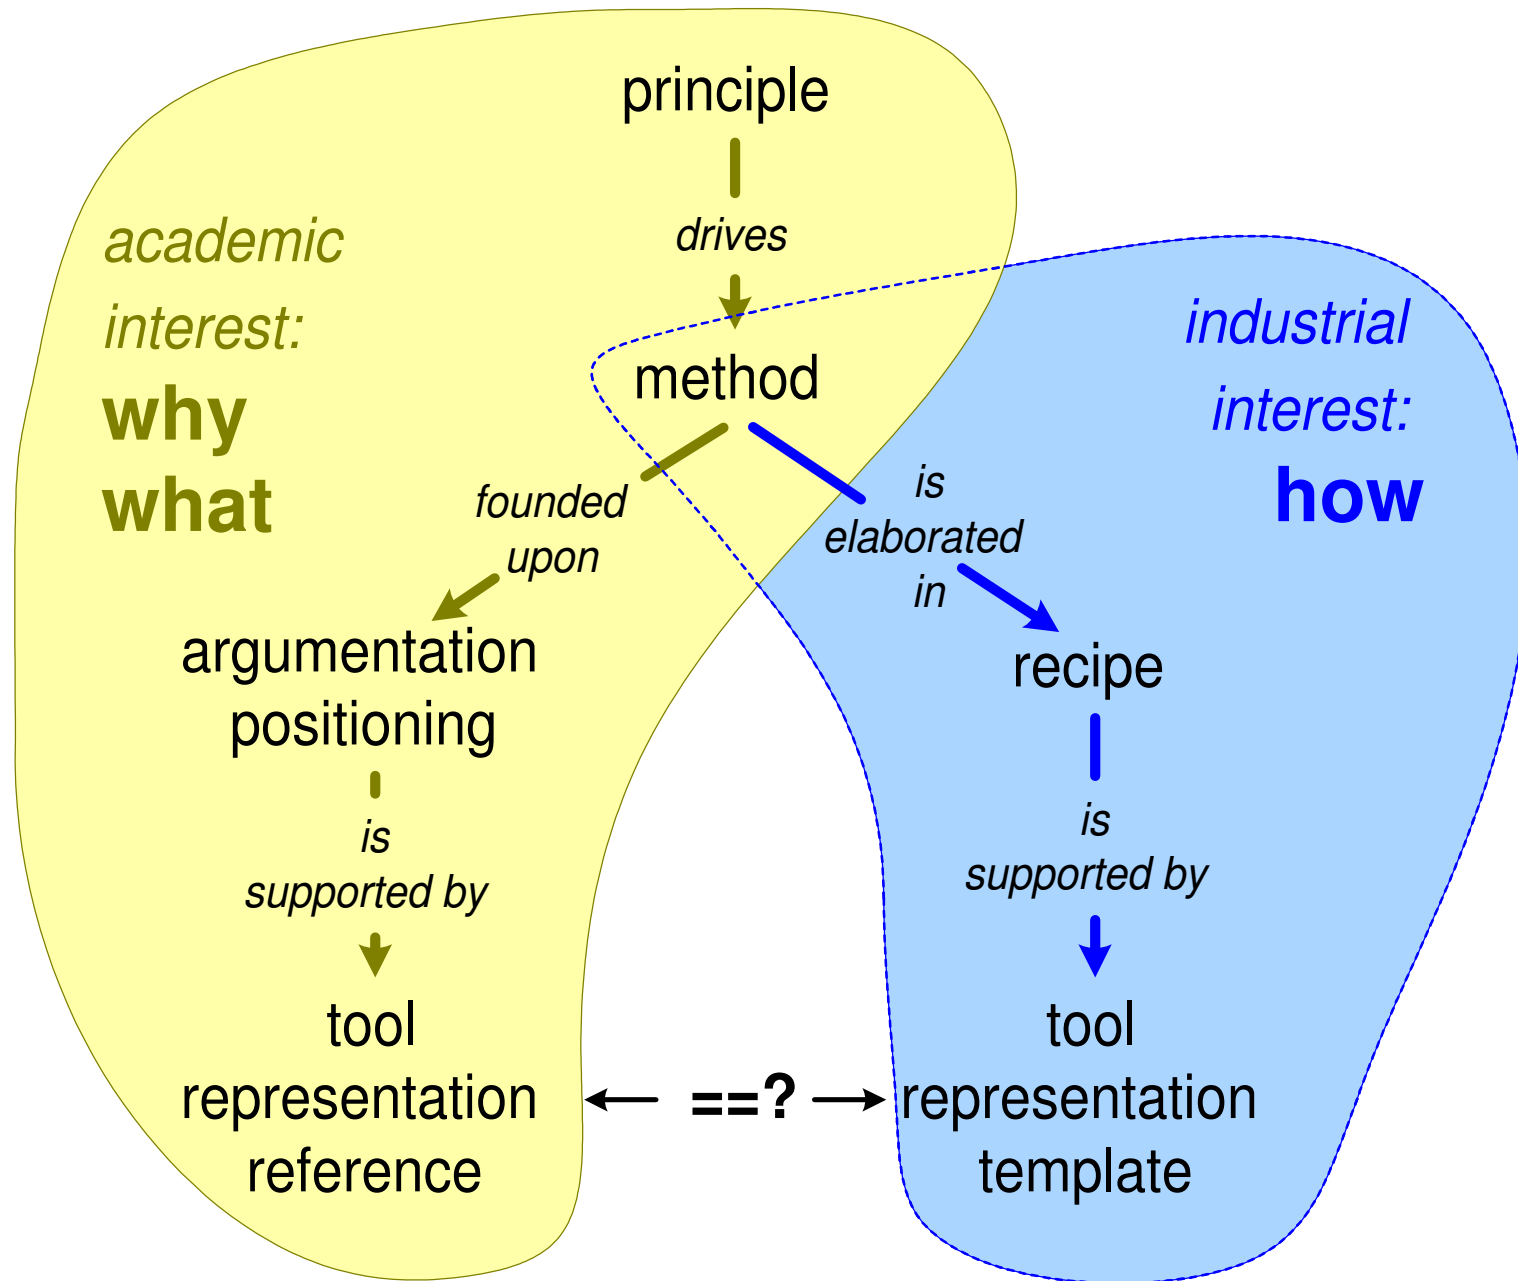 principle
drives
academic
interest:
why
what
industrial
interest:
how
method
founded
upon
is
elaborated
in
argumentation
positioning
recipe
is
supported by
is
supported by
tool
representation
reference
==?
tool
representation
template